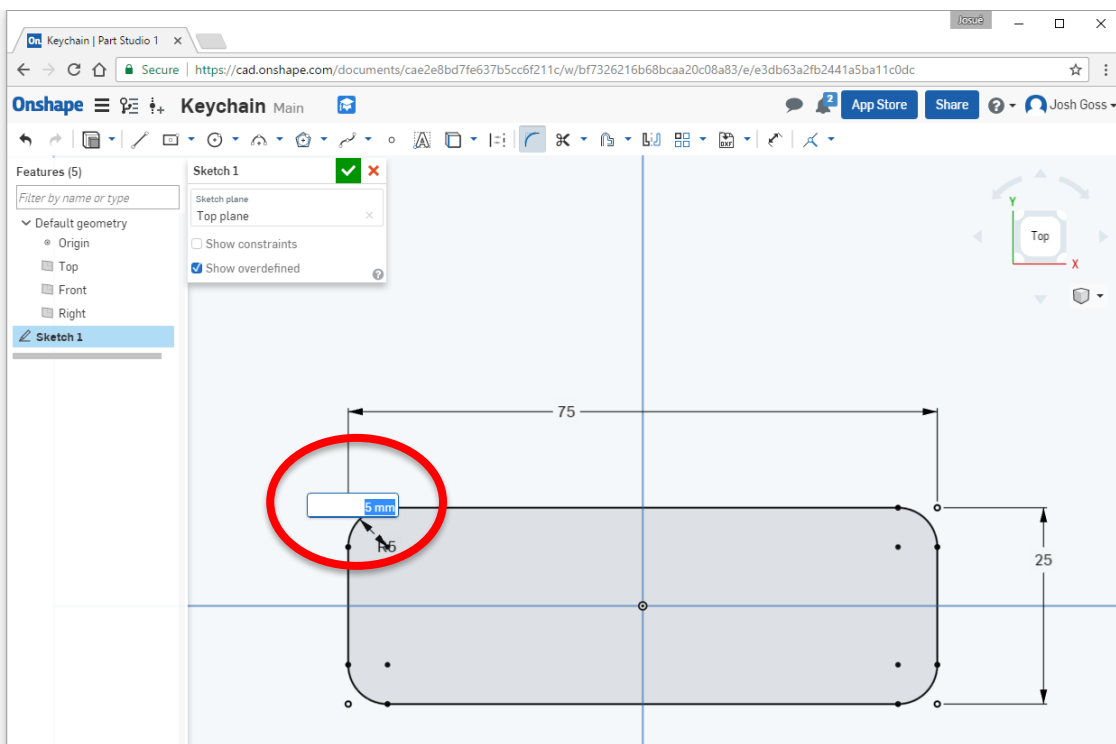 Josué
On Keychain | Part Studio 1
Secure | https://cad.onshape.com/documents/cae2e8bd7fe637b5cc6f211c/w/bf7326216b68bcaa20c08a83/e/e3db63a2fb2441a5ba11c0dc
Onshape Keychain Main 2 App Store Share ? Josh Goss
A DXF
Features (5)
Filter by name or type
Default geometry
Origin
Top
Front
Right
Sketch 1
Sketch 1
Sketch plane
Top plane
Show constraints
Show overdefined
?
Y
Top
X
75
5 mm
R5
25